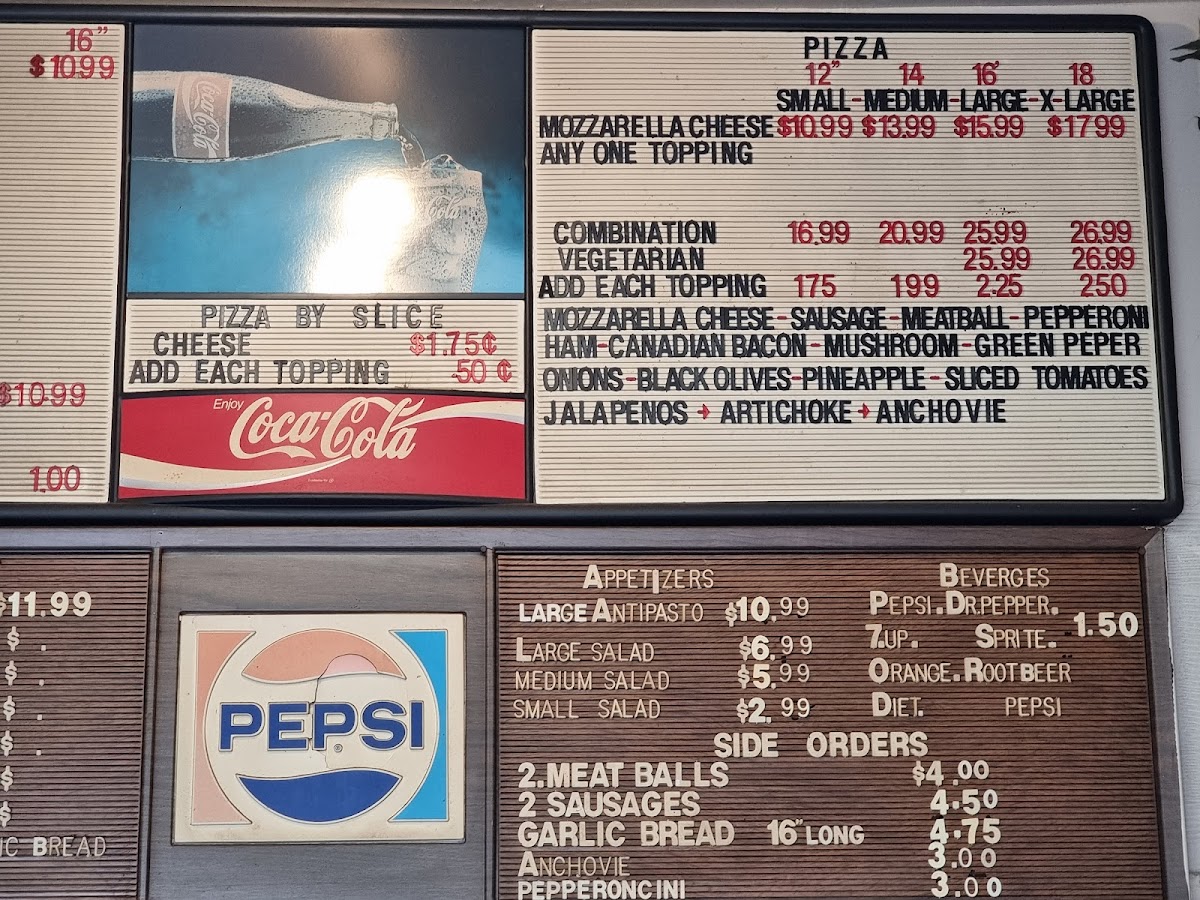 16”
$10.99
$10.99
1.00
Coca-Cola
Coca-Cola
PIZZA BY SLICE
CHEESE $1.75¢
ADD EACH TOPPING .50 ¢
Enjoy
Coca-Cola
PIZZA
12” 14 16' 18
SMALL-MEDIUM-LARGE-X-LARGE
MOZZARELLA CHEESE $10.99 $13.99 $15.99 $17.99
ANY ONE TOPPING
COMBINATION 16.99 20.99 25.99 26.99
VEGETARIAN 25.99 26.99
ADD EACH TOPPING 175 199 2.25 250
MOZZARELLA CHEESE-SAUSAGE-MEATBALL-PEPPERONI
HAM-CANADIAN BACON-MUSHROOM-GREEN PEPER
ONIONS-BLACK OLIVES-PINEAPPLE-SLICED TOMATOES
JALAPENOS ➧ ARTICHOKE ➧ ANCHOVIE
$11.99
$ .
$ .
$ .
$ .
$
$
IC BREAD
PEPSI®
APPETIZERS
LARGE ANTIPASTO $10.99
LARGE SALAD $6.99
MEDIUM SALAD $5.99
SMALL SALAD $2.99
BEVERGES
PEPSI.DR.PEPPER.
7.UP. SPRITE. 1.50
ORANGE.ROOTBEER
DIET. PEPSI
SIDE ORDERS
2.MEAT BALLS $4.00
2 SAUSAGES 4.50
GARLIC BREAD 16” LONG 4.75
ANCHOVIE 3.00
PEPPERONCINI 3.00